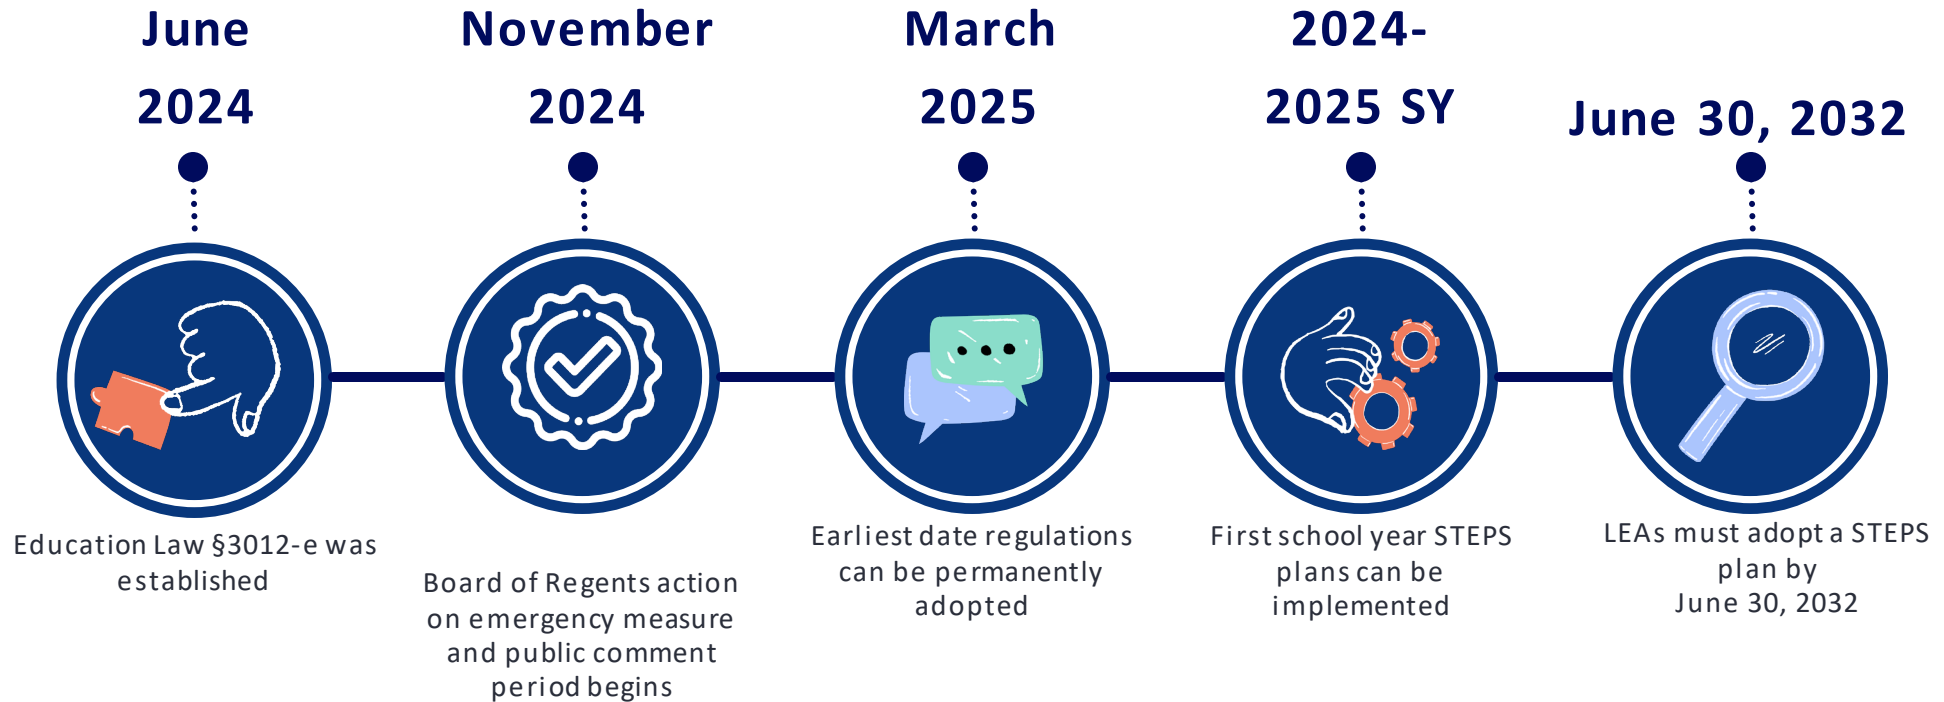 June
2024
Education Law §3012-e was
established
November
2024
Board of Regents action
on emergency measure
and public comment
period begins
March
2025
Earliest date regulations
can be permanently
adopted
2024-
2025 SY
First school year STEPS
plans can be
implemented
June 30, 2032
LEAs must adopt a STEPS
plan by
June 30, 2032